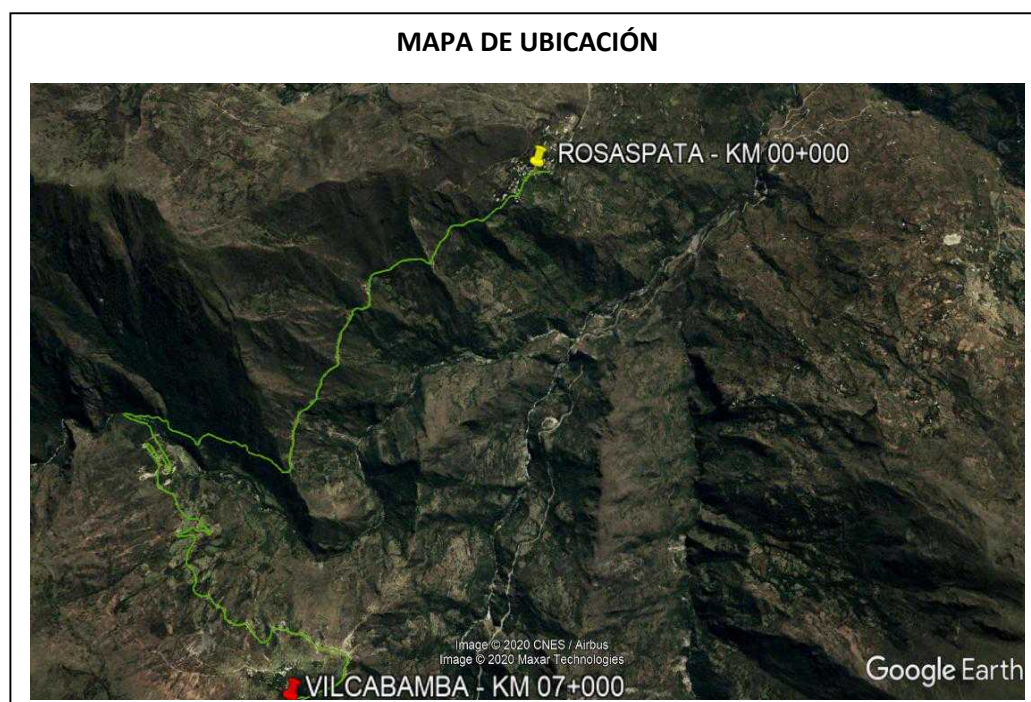 MAPA DE UBICACIÓN
ROSASPATA - KM 00+000
Image © 2020 CNES / Airbus
Image © 2020 Maxar Technologies
Google Earth
VILCABAMBA - KM 07+000